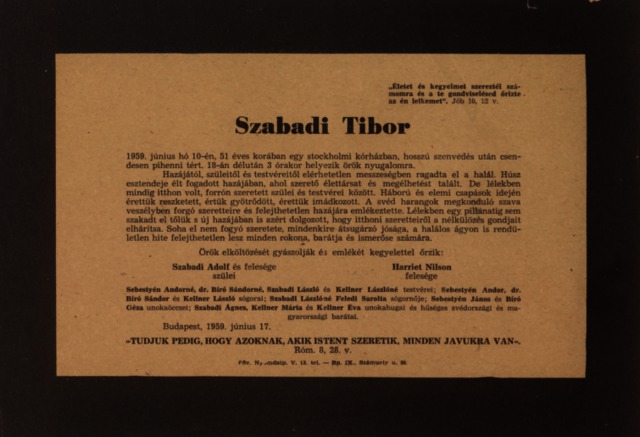 „Életet és kegyelmet szereztél szá-
momra és a te gondviselésed őrizte
az én lelkemet". Jób 10, 12 v.
Szabadi Tibor
1959. június hó 10-én, 51 éves korában egy stockholmi kórházban, hosszú szenvedés után csen-
desen pihenni tért. 18-án délután 3 órakor helyezik örök nyugalomra.
Hazájától, szüleitől és testvéreitől elérhetetlen messzeségben ragadta el a halál. Húsz
esztendeje élt fogadott hazájában, ahol szerető élettársat és megélhetést talált. De lélekben
mindig itthon volt, forrón szeretett szülei és testvérei között. Háború és elemi csapások idején
érettük reszketett, értük gyötrődött, érettük imádkozott. A svéd harangok megkonduló szava
veszélyben forgó szeretteire és felejthetetlen hazájára emlékeztette. Lélekben egy pillanatig sem
szakadt el tőlük s új hazájában is azért dolgozott, hogy itthoni szeretteiről a nélkülözés gondjait
elhárítsa. Soha el nem fogyó szeretete, mindenkire átsugárzó jósága, a halálos ágyon is rendü-
letlen hite felejthetetlen lesz minden rokona, barátja és ismerőse számára.
Örök elköltözését gyászolják és emlékét kegyelettel őrzik:
Szabadi Adolf és felesége
szülei
Harriet Nilson
felesége
Sebestyén Andorné, dr. Bíró Sándorné, Szabadi László és Kellner Lászlóné testvérei; Sebestyén Andor, dr.
Bíró Sándor és Kellner László sógorai; Szabadi Lászlóné Feledi Sarolta sógornője; Sebestyén János és Bíró
Géza unokaöccsei; Szabadi Ágnes, Kellner Márta és Kellner Éva unokahugai és hűséges svédországi és ma-
gyarországi barátai.
Budapest, 1959. június 17.
»TUDJUK PEDIG, HOGY AZOKNAK, AKIK ISTENT SZERETIK, MINDEN JAVUKRA VAN«.
Róm. 8, 28. v.
Főv. V. 13. tel. — Bp. IX.,